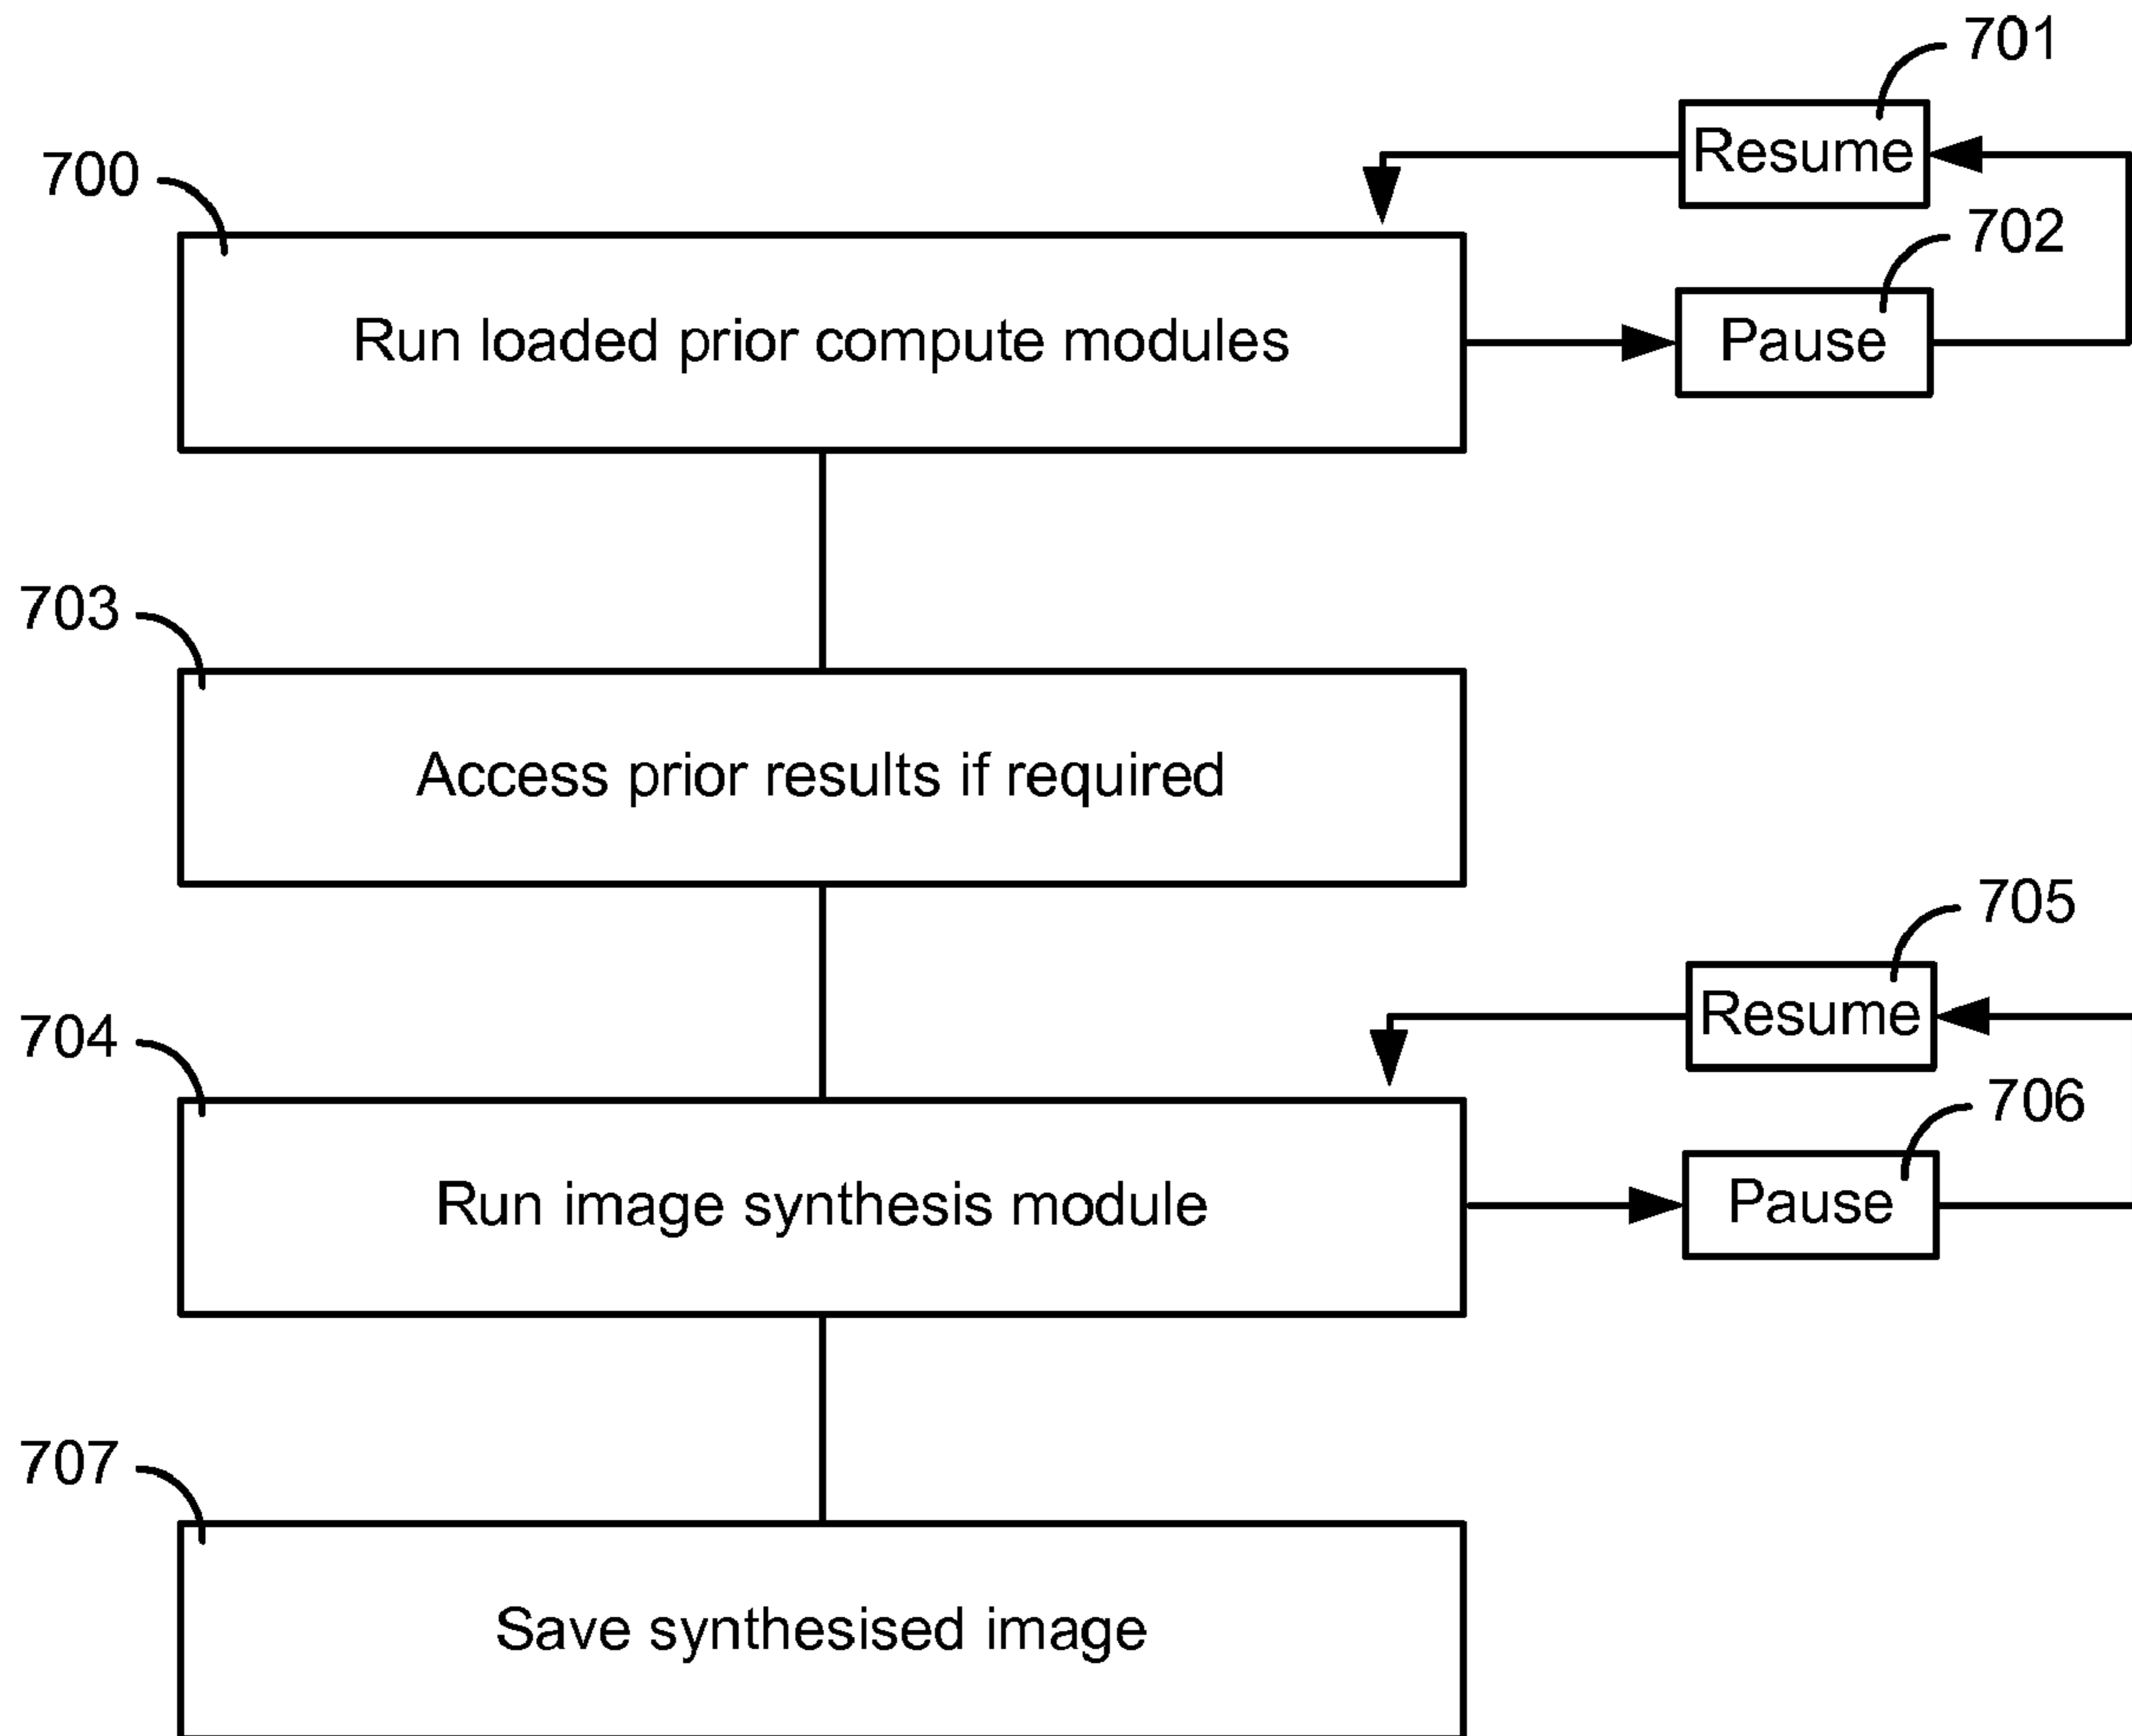 701
Resume
700
702
Run loaded prior compute modules
Pause
703
Access prior results if required
705
Resume
704
706
Run image synthesis module
Pause
707
Save synthesised image